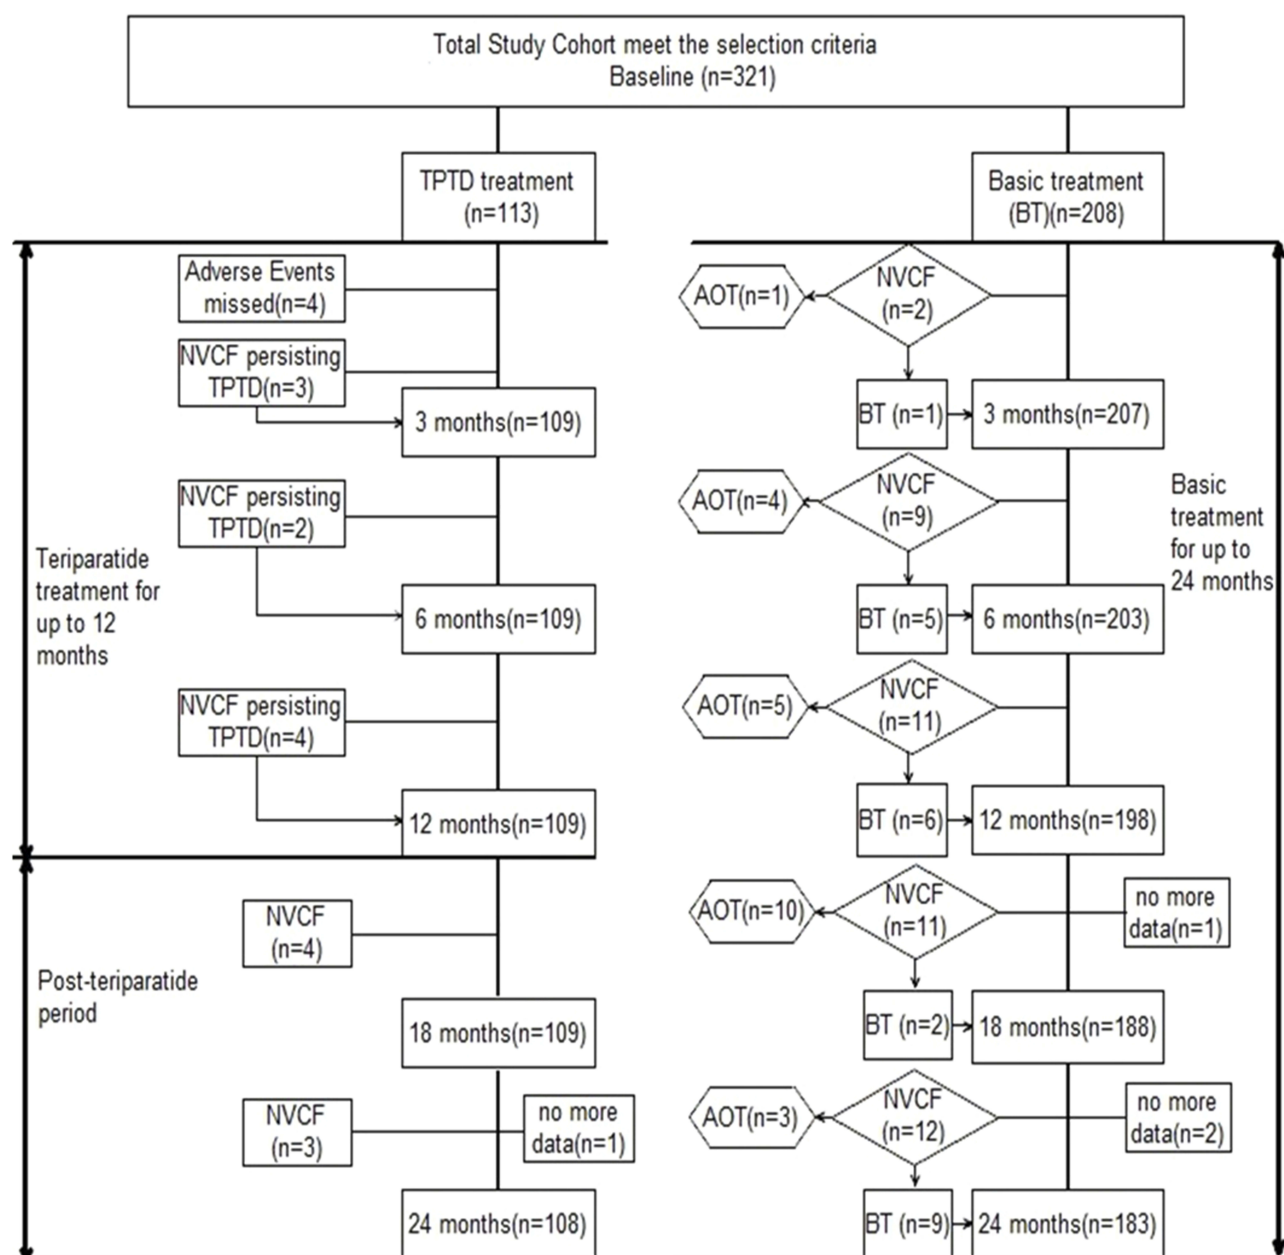 Total Study Cohort meet the selection criteria
Baseline (n=321)
TPTD treatment
(n=113)
Basic treatment
(BT)(n=208)
Adverse Events
missed(n=4)
NVCF persisting
TPTD(n=3)
3 months(n=109)
NVCF persisting
TPTD(n=2)
6 months(n=109)
NVCF persisting
TPTD(n=4)
12 months(n=109)
Teriparatide
treatment for
up to 12
months
NVCF
(n=4)
18 months(n=109)
NVCF
(n=3)
no more
data(n=1)
24 months(n=108)
Post-teriparatide
period
AOT(n=1)
NVCF
(n=2)
BT (n=1)
3 months(n=207)
AOT(n=4)
NVCF
(n=9)
BT (n=5)
6 months(n=203)
AOT(n=5)
NVCF
(n=11)
BT (n=6)
12 months(n=198)
AOT(n=10)
NVCF
(n=11)
no more
data(n=1)
BT (n=2)
18 months(n=188)
AOT(n=3)
NVCF
(n=12)
no more
data(n=2)
BT (n=9)
24 months(n=183)
Basic
treatment
for up to
24 months